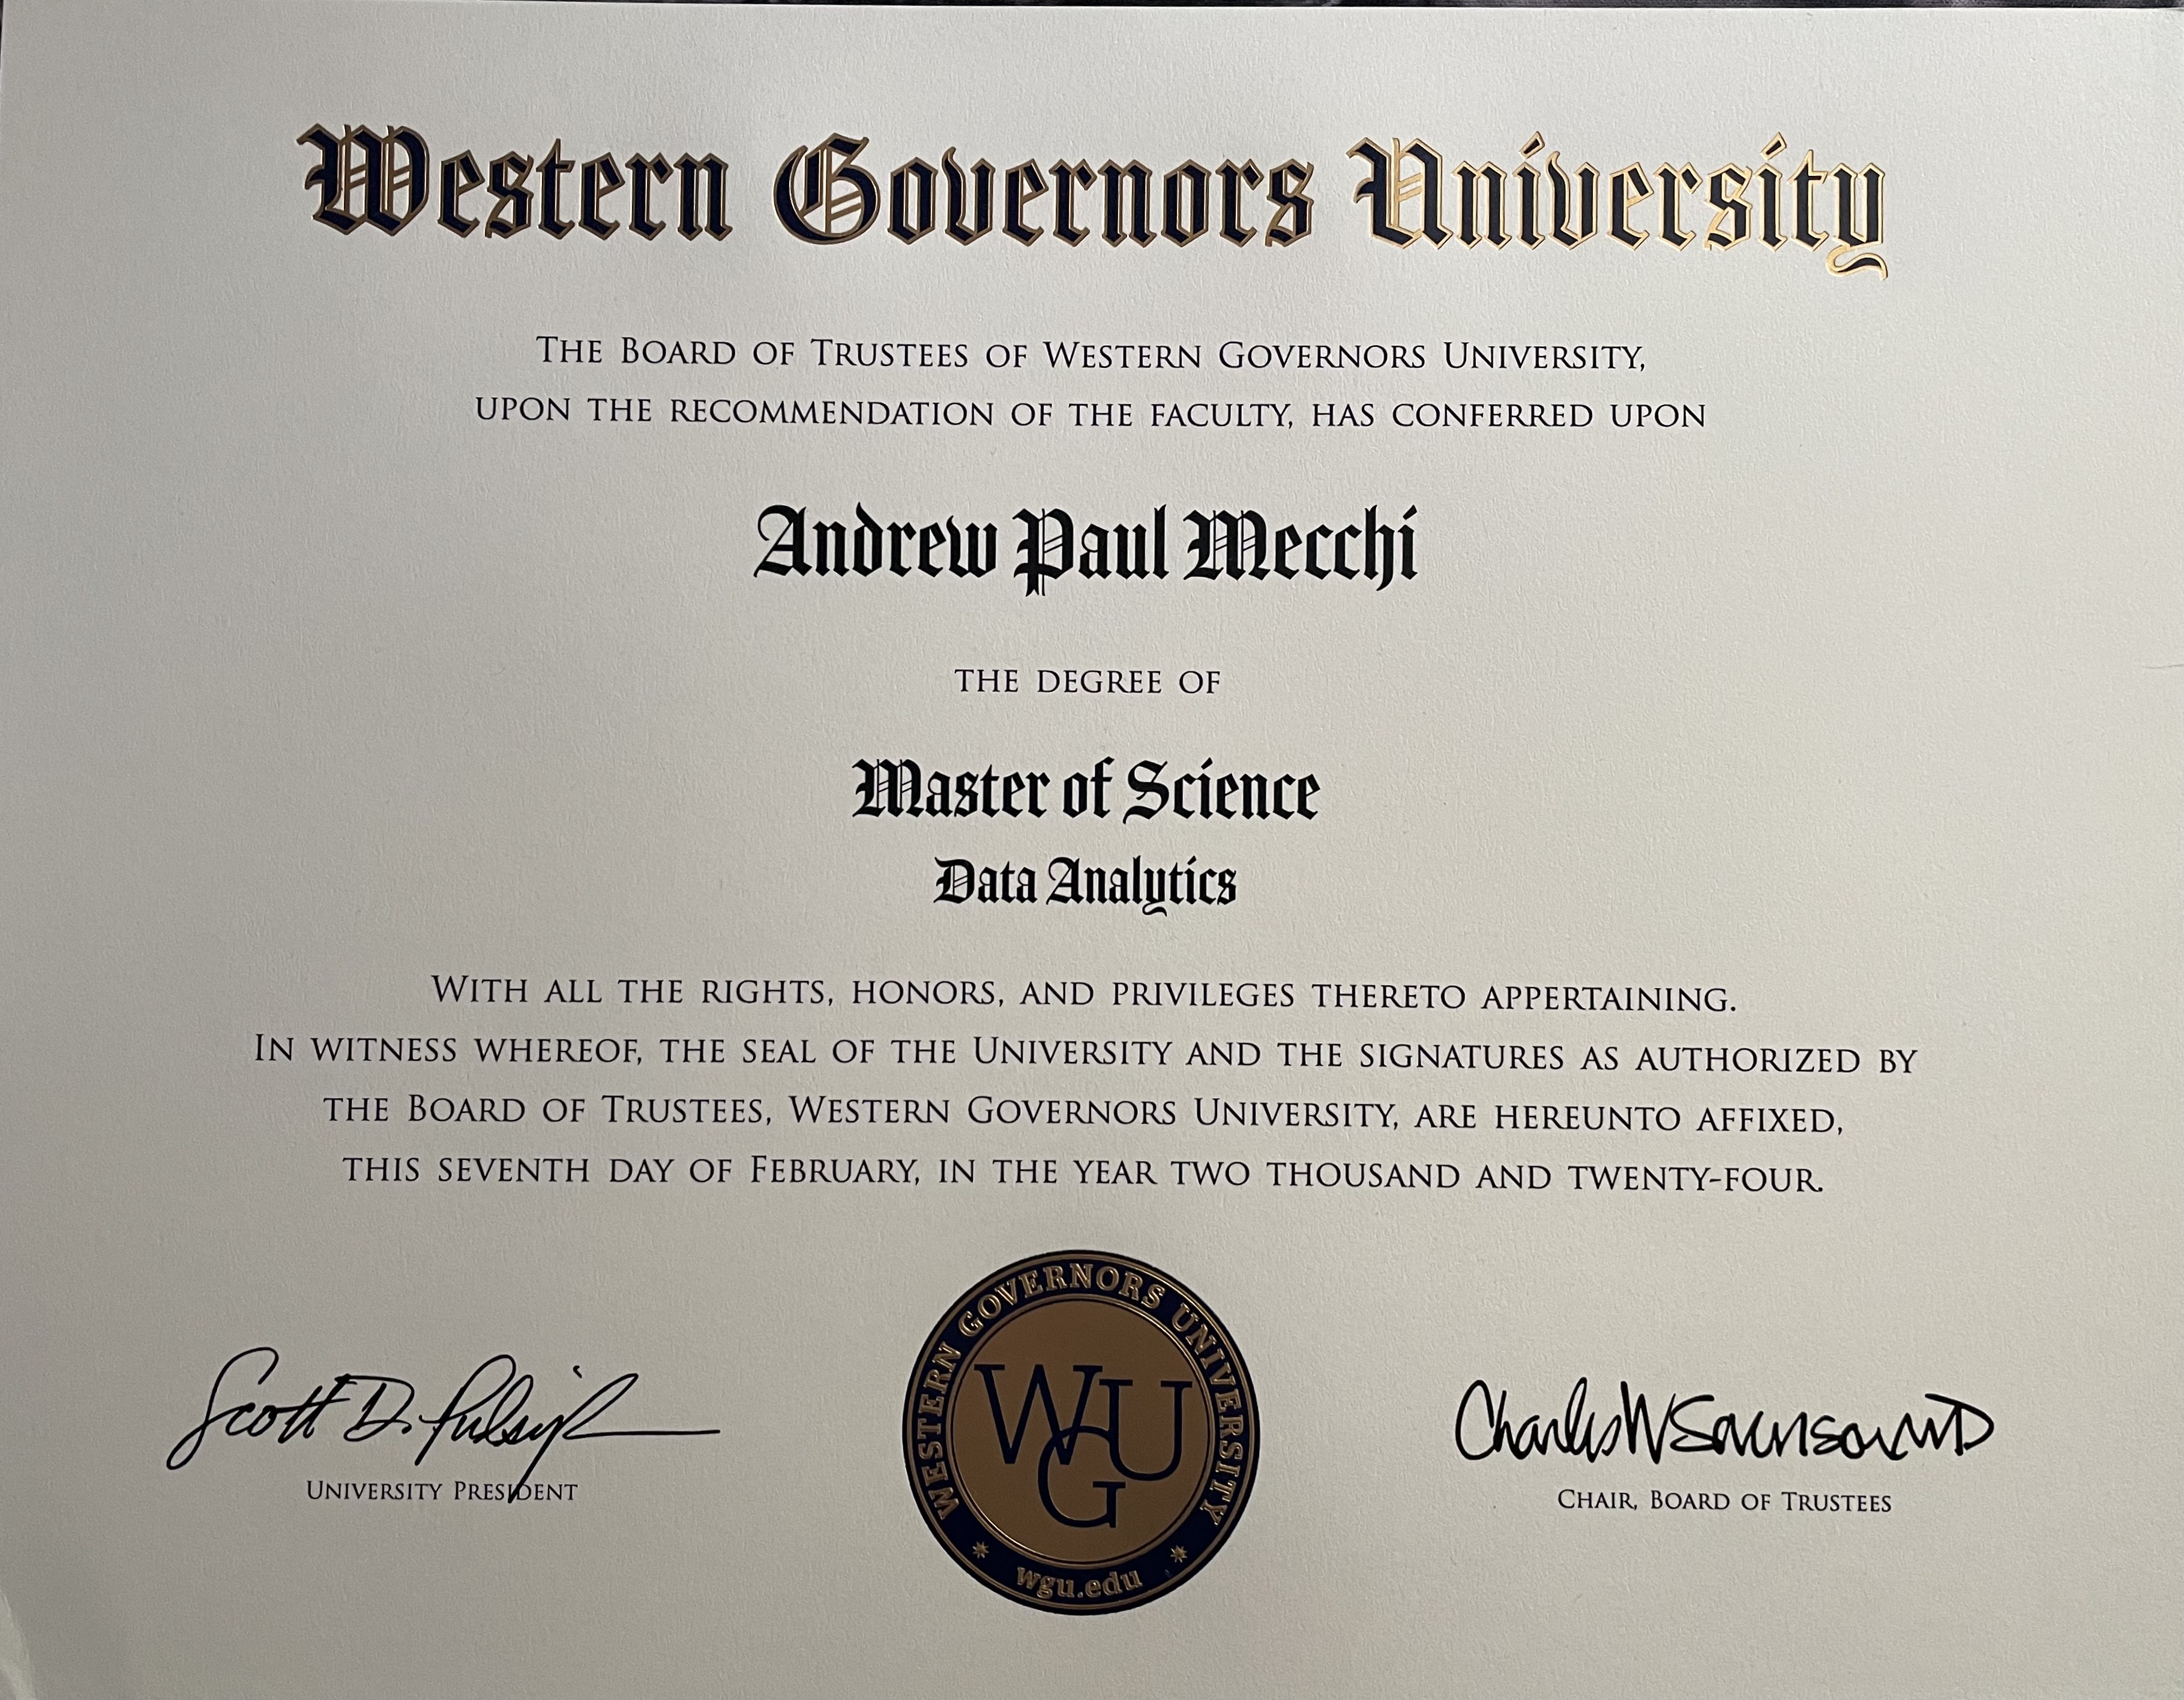 Western Governors University
The Board of Trustees of Western Governors University,
upon the recommendation of the faculty, has conferred upon
Andrew Paul Mecchi
the degree of
Master of Science
Data Analytics
With all the rights, honors, and privileges thereto appertaining.
In witness whereof, the seal of the University and the signatures as authorized by
the Board of Trustees, Western Governors University, are hereunto affixed,
this seventh day of February, in the year two thousand and twenty-four.
Scott D. Pulsipher
University President
WESTERN GOVERNORS UNIVERSITY
WGU
wgu.edu
Charles W Sorenson MD
Chair, Board of Trustees